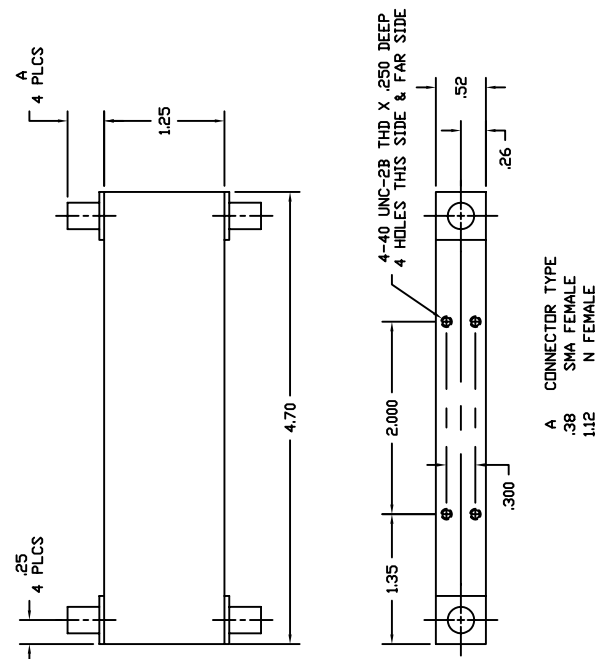 A
4 PLCS
1.25
.25
4 PLCS
4.70
4-40 UNC-2B THD X .250 DEEP
4 HOLES THIS SIDE & FAR SIDE
.52
.26
2.000
1.35
.300
A CONNECTOR TYPE
.38 SMA FEMALE
1.12 N FEMALE